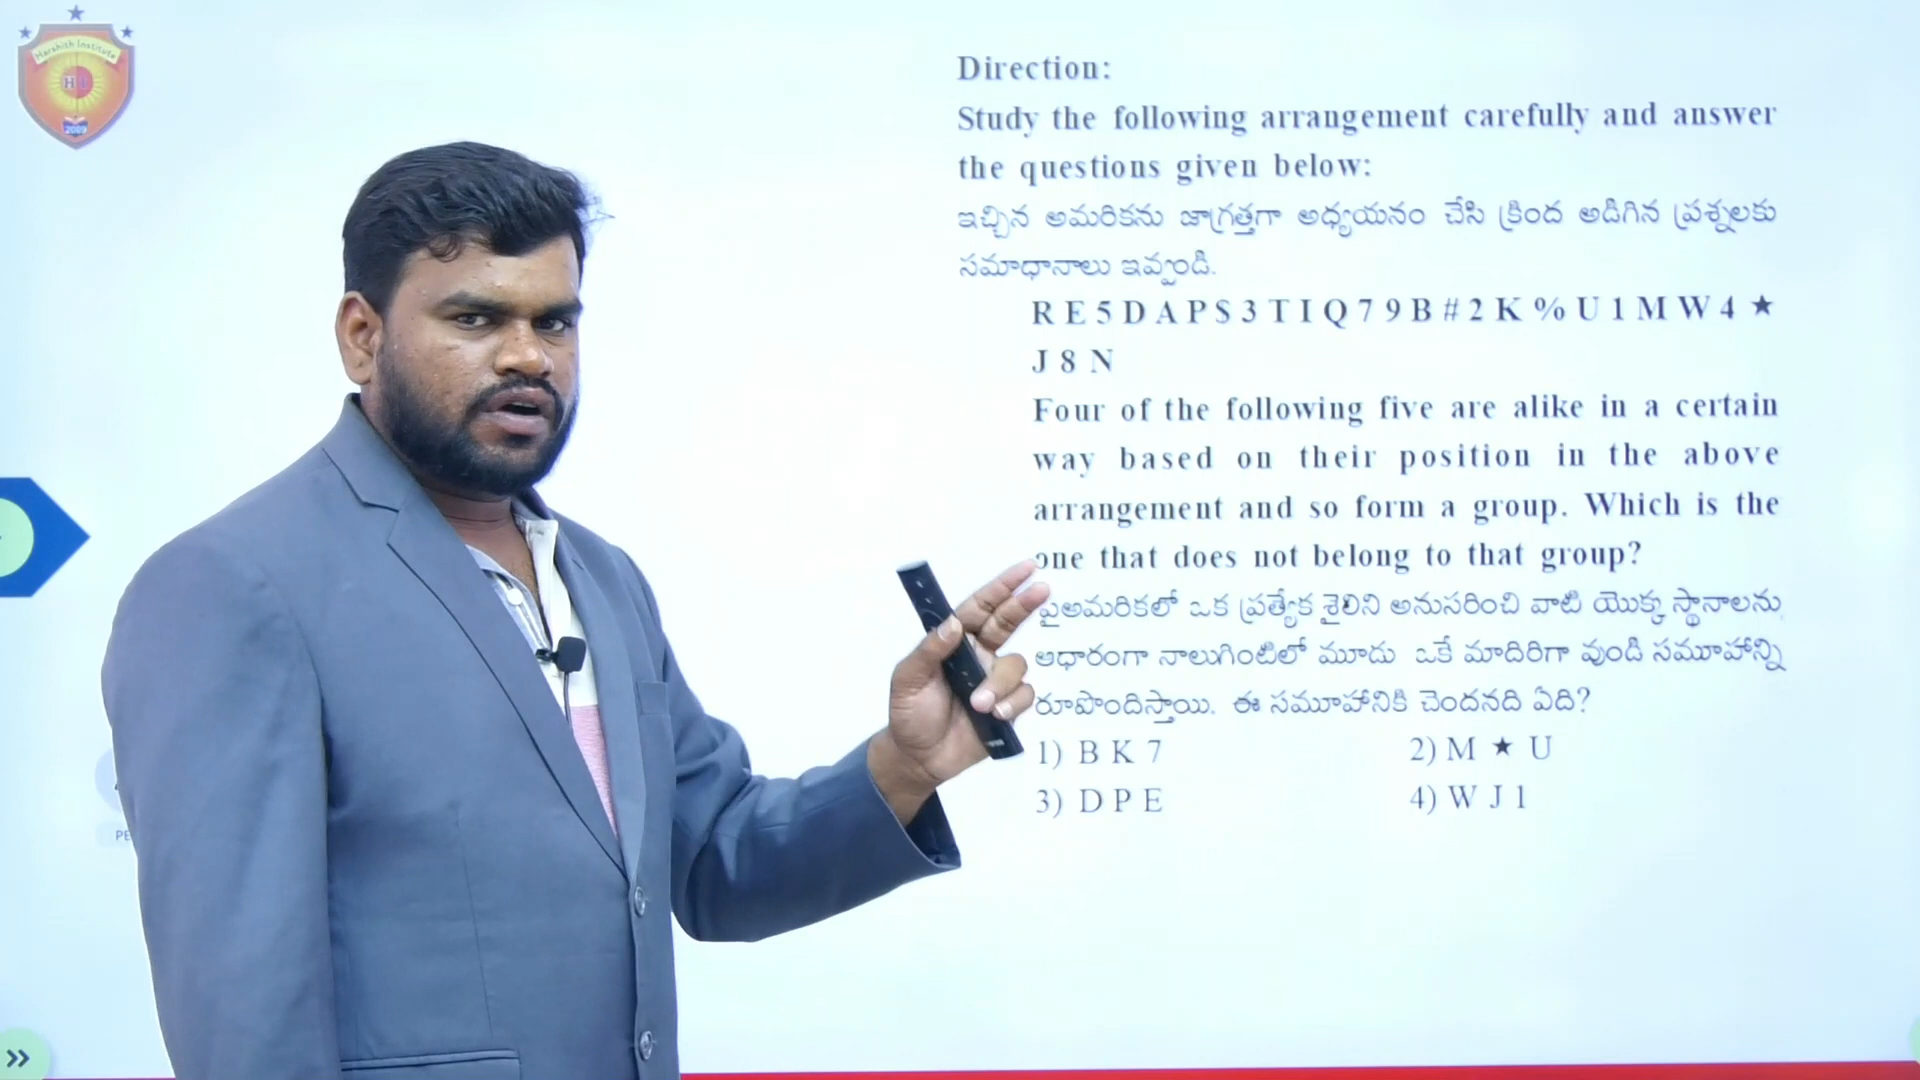 Harshith Institute
H I
2009
Direction:
Study the following arrangement carefully and answer
the questions given below:
ఇచ్చిన అమరికను జాగ్రత్తగా అధ్యయనం చేసి క్రింద అడిగిన ప్రశ్నలకు
సమాధానాలు ఇవ్వండి.
R E 5 D A P S 3 T I Q 7 9 B # 2 K % U 1 M W 4 ★
J 8 N
Four of the following five are alike in a certain
way based on their position in the above
arrangement and so form a group. Which is the
one that does not belong to that group?
పైఅమరికలో ఒక ప్రత్యేక శైలిని అనుసరించి వాటి యొక్క స్థానాలను
ఆధారంగా నాలుగింటిలో మూడు ఒకే మాదిరిగా వుండి సమూహాన్ని
రూపొందిస్తాయి. ఈ సమూహానికి చెందనది ఏది?
1) B K 7 2) M ★ U
3) D P E 4) W J 1